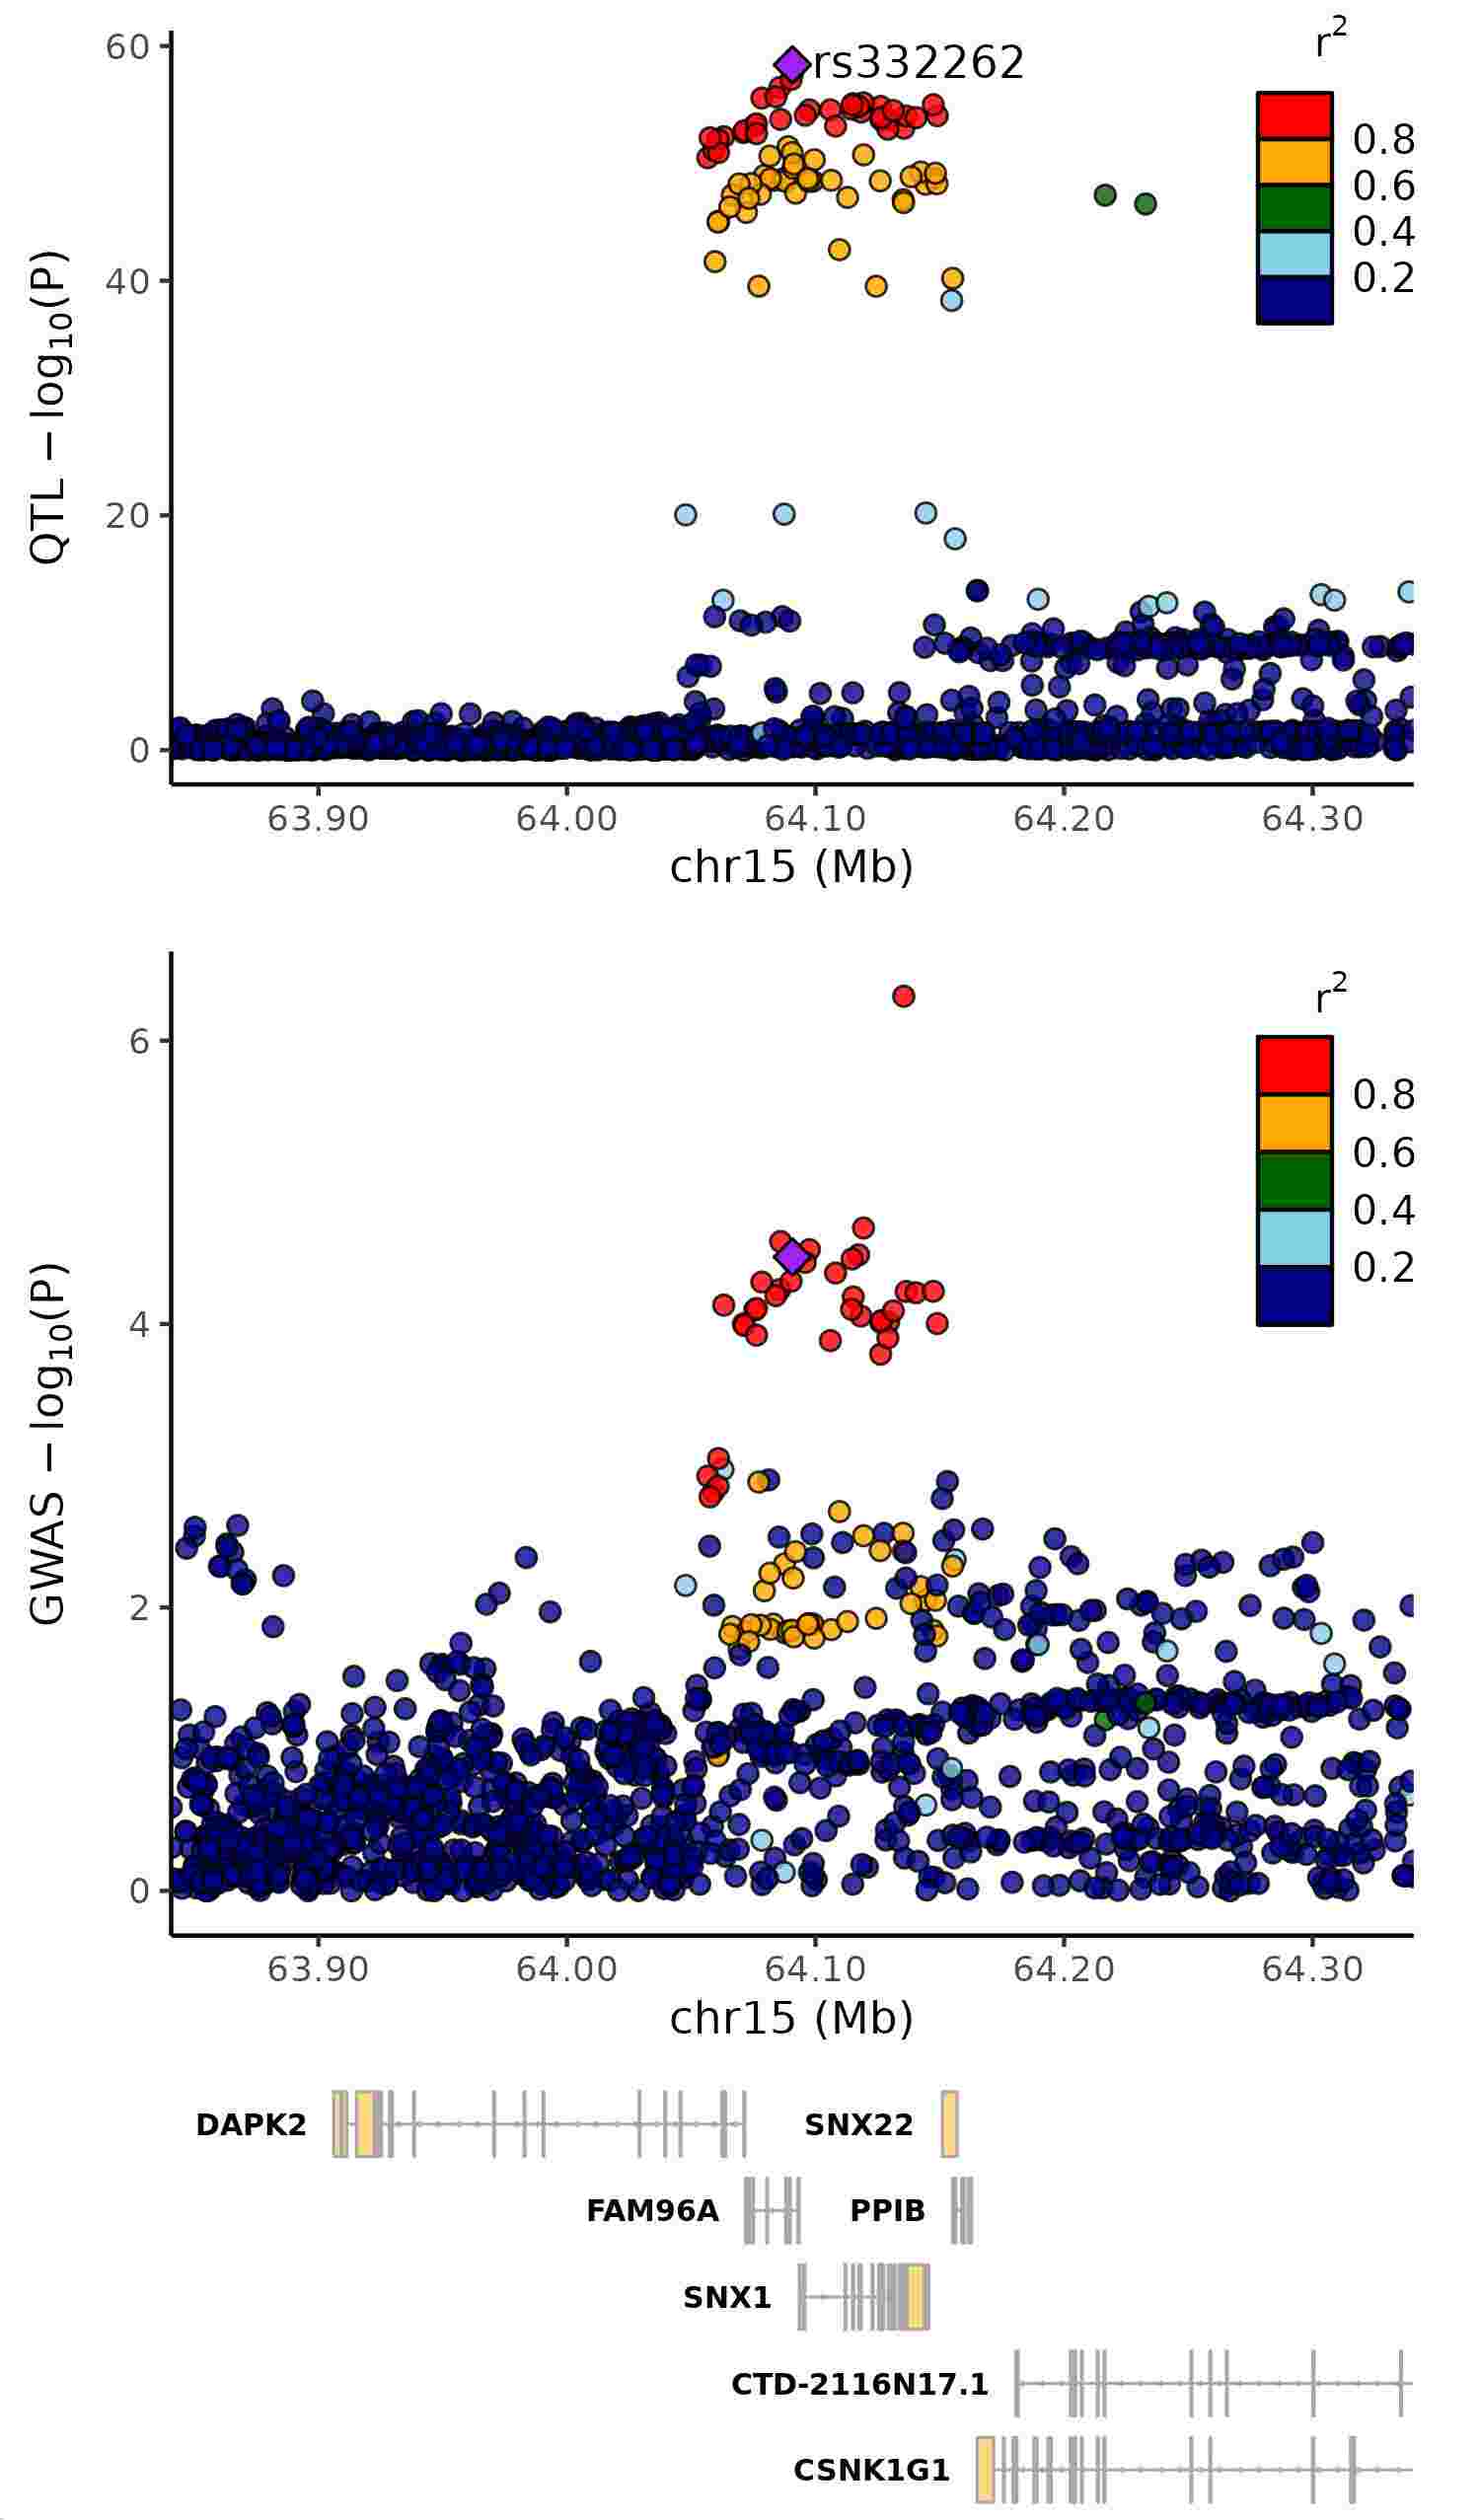 60
rs332262
r2
0.8
0.6
0.4
0.2
40
20
0
QTL −log10(P)
63.90 64.00 64.10 64.20 64.30
chr15 (Mb)
r2
6
0.8
0.6
0.4
0.2
4
2
0
GWAS −log10(P)
63.90 64.00 64.10 64.20 64.30
chr15 (Mb)
DAPK2 SNX22
FAM96A PPIB
SNX1
CTD-2116N17.1
CSNK1G1